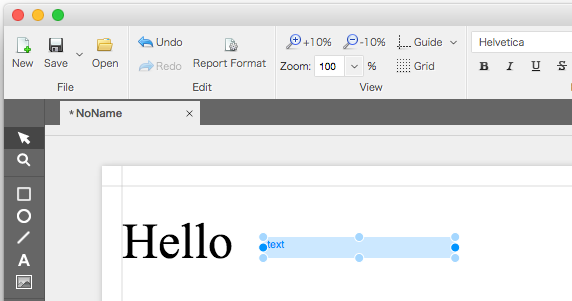 +10% -10% Guide Helvetica
New Save Open Undo Redo Report Format Zoom: 100 % Grid B I U S
File Edit View
* NoName ×
A
Hello text